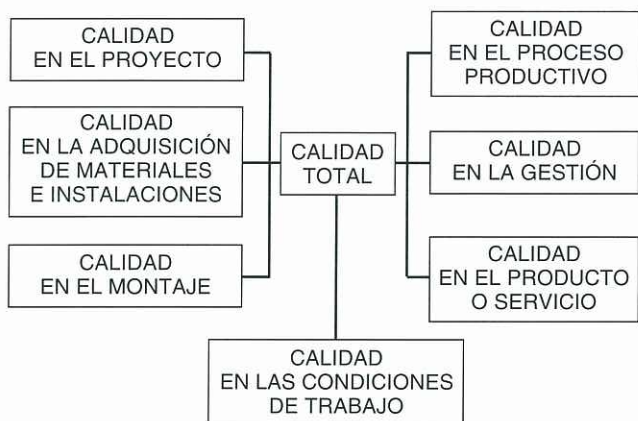 CALIDAD
EN EL PROYECTO
CALIDAD
EN LA ADQUISICIÓN
DE MATERIALES
E INSTALACIONES
CALIDAD
EN EL MONTAJE
CALIDAD
TOTAL
CALIDAD
EN EL PROCESO
PRODUCTIVO
CALIDAD
EN LA GESTIÓN
CALIDAD
EN EL PRODUCTO
O SERVICIO
CALIDAD
EN LAS CONDICIONES
DE TRABAJO